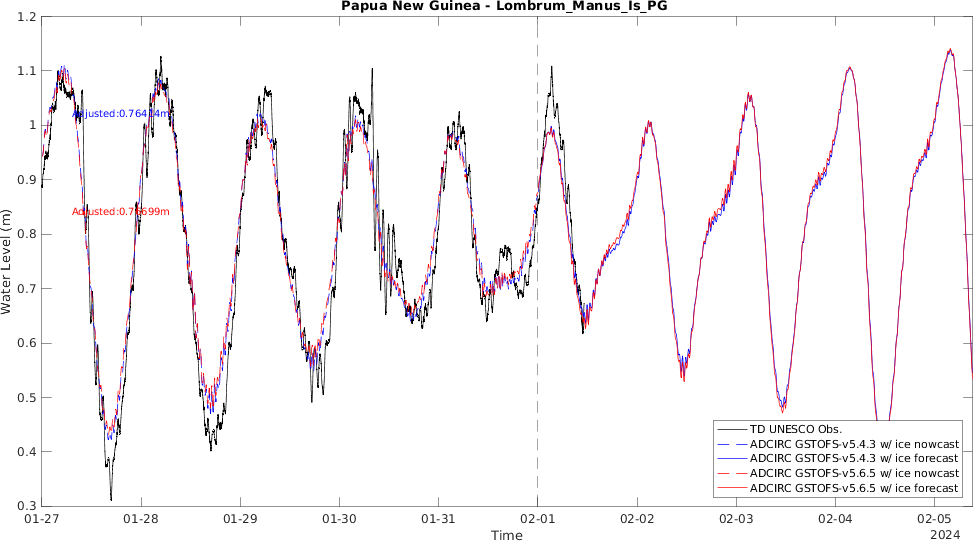 Papua New Guinea - Lombrum_Manus_Is_PG
1.2
1.1
1
0.9
0.8
0.7
0.6
0.5
0.4
0.3
Water Level (m)
Adjusted:0.76414m
Adjusted:0.76699m
TD UNESCO Obs.
ADCIRC GSTOFS-v5.4.3 w/ ice nowcast
ADCIRC GSTOFS-v5.4.3 w/ ice forecast
ADCIRC GSTOFS-v5.6.5 w/ ice nowcast
ADCIRC GSTOFS-v5.6.5 w/ ice forecast
01-27 01-28 01-29 01-30 01-31 02-01 02-02 02-03 02-04 02-05
Time
2024